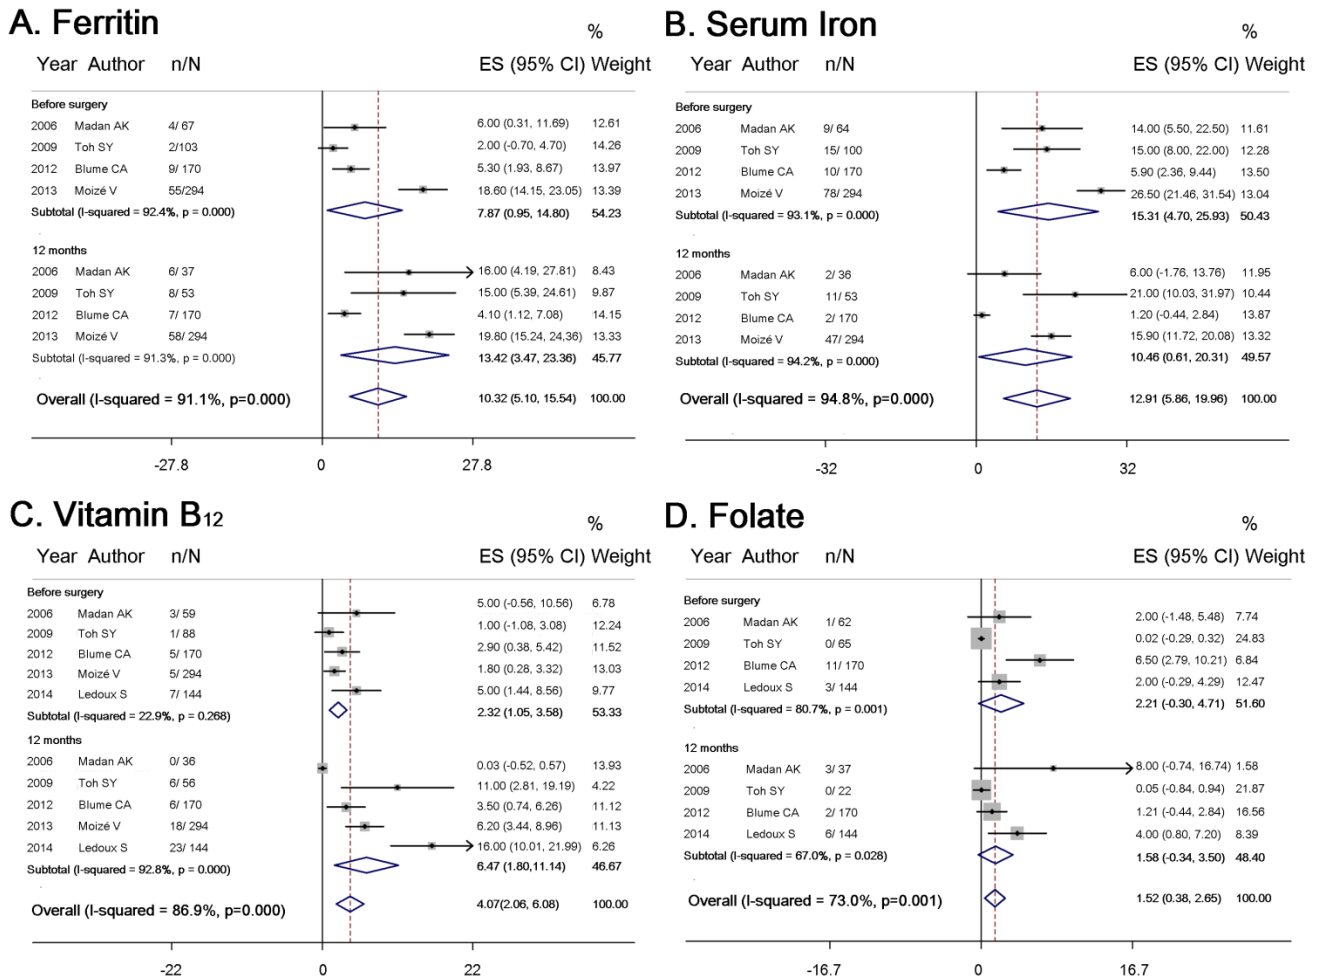 A. Ferritin
%
Year Author n/N ES (95% CI) Weight
Before surgery
2006 Madan AK 4/ 67 6.00 (0.31, 11.69) 12.61
2009 Toh SY 2/103 2.00 (-0.70, 4.70) 14.26
2012 Blume CA 9/ 170 5.30 (1.93, 8.67) 13.97
2013 Moizé V 55/294 18.60 (14.15, 23.05) 13.39
Subtotal (I-squared = 92.4%, p = 0.000) 7.87 (0.95, 14.80) 54.23
12 months
2006 Madan AK 6/ 37 16.00 (4.19, 27.81) 8.43
2009 Toh SY 8/ 53 15.00 (5.39, 24.61) 9.87
2012 Blume CA 7/ 170 4.10 (1.12, 7.08) 14.15
2013 Moizé V 58/ 294 19.80 (15.24, 24.36) 13.33
Subtotal (I-squared = 91.3%, p = 0.000) 13.42 (3.47, 23.36) 45.77
Overall (I-squared = 91.1%, p=0.000) 10.32 (5.10, 15.54) 100.00
-27.8 0 27.8
B. Serum Iron
%
Year Author n/N ES (95% CI) Weight
Before surgery
2006 Madan AK 9/ 64 14.00 (5.50, 22.50) 11.61
2009 Toh SY 15/ 100 15.00 (8.00, 22.00) 12.28
2012 Blume CA 10/ 170 5.90 (2.36, 9.44) 13.50
2013 Moizé V 78/ 294 26.50 (21.46, 31.54) 13.04
Subtotal (I-squared = 93.1%, p = 0.000) 15.31 (4.70, 25.93) 50.43
12 months
2006 Madan AK 2/ 36 6.00 (-1.76, 13.76) 11.95
2009 Toh SY 11/ 53 21.00 (10.03, 31.97) 10.44
2012 Blume CA 2/ 170 1.20 (-0.44, 2.84) 13.87
2013 Moizé V 47/ 294 15.90 (11.72, 20.08) 13.32
Subtotal (I-squared = 94.2%, p = 0.000) 10.46 (0.61, 20.31) 49.57
Overall (I-squared = 94.8%, p=0.000) 12.91 (5.86, 19.96) 100.00
-32 0 32
C. Vitamin B12
%
Year Author n/N ES (95% CI) Weight
Before surgery
2006 Madan AK 3/ 59 5.00 (-0.56, 10.56) 6.78
2009 Toh SY 1/ 88 1.00 (-1.08, 3.08) 12.24
2012 Blume CA 5/ 170 2.90 (0.38, 5.42) 11.52
2013 Moizé V 5/ 294 1.80 (0.28, 3.32) 13.03
2014 Ledoux S 7/ 144 5.00 (1.44, 8.56) 9.77
Subtotal (I-squared = 22.9%, p = 0.268) 2.32 (1.05, 3.58) 53.33
12 months
2006 Madan AK 0/ 36 0.03 (-0.52, 0.57) 13.93
2009 Toh SY 6/ 56 11.00 (2.81, 19.19) 4.22
2012 Blume CA 6/ 170 3.50 (0.74, 6.26) 11.12
2013 Moizé V 18/ 294 6.20 (3.44, 8.96) 11.13
2014 Ledoux S 23/ 144 16.00 (10.01, 21.99) 6.26
Subtotal (I-squared = 92.8%, p = 0.000) 6.47 (1.80,11.14) 46.67
Overall (I-squared = 86.9%, p=0.000) 4.07(2.06, 6.08) 100.00
-22 0 22
D. Folate
%
Year Author n/N ES (95% CI) Weight
Before surgery
2006 Madan AK 1/ 62 2.00 (-1.48, 5.48) 7.74
2009 Toh SY 0/ 65 0.02 (-0.29, 0.32) 24.83
2012 Blume CA 11/ 170 6.50 (2.79, 10.21) 6.84
2014 Ledoux S 3/ 144 2.00 (-0.29, 4.29) 12.47
Subtotal (I-squared = 80.7%, p = 0.001) 2.21 (-0.30, 4.71) 51.60
12 months
2006 Madan AK 3/ 37 8.00 (-0.74, 16.74) 1.58
2009 Toh SY 0/ 22 0.05 (-0.84, 0.94) 21.87
2012 Blume CA 2/ 170 1.21 (-0.44, 2.84) 16.56
2014 Ledoux S 6/ 144 4.00 (0.80, 7.20) 8.39
Subtotal (I-squared = 67.0%, p = 0.028) 1.58 (-0.34, 3.50) 48.40
Overall (I-squared = 73.0%, p=0.001) 1.52 (0.38, 2.65) 100.00
-16.7 0 16.7